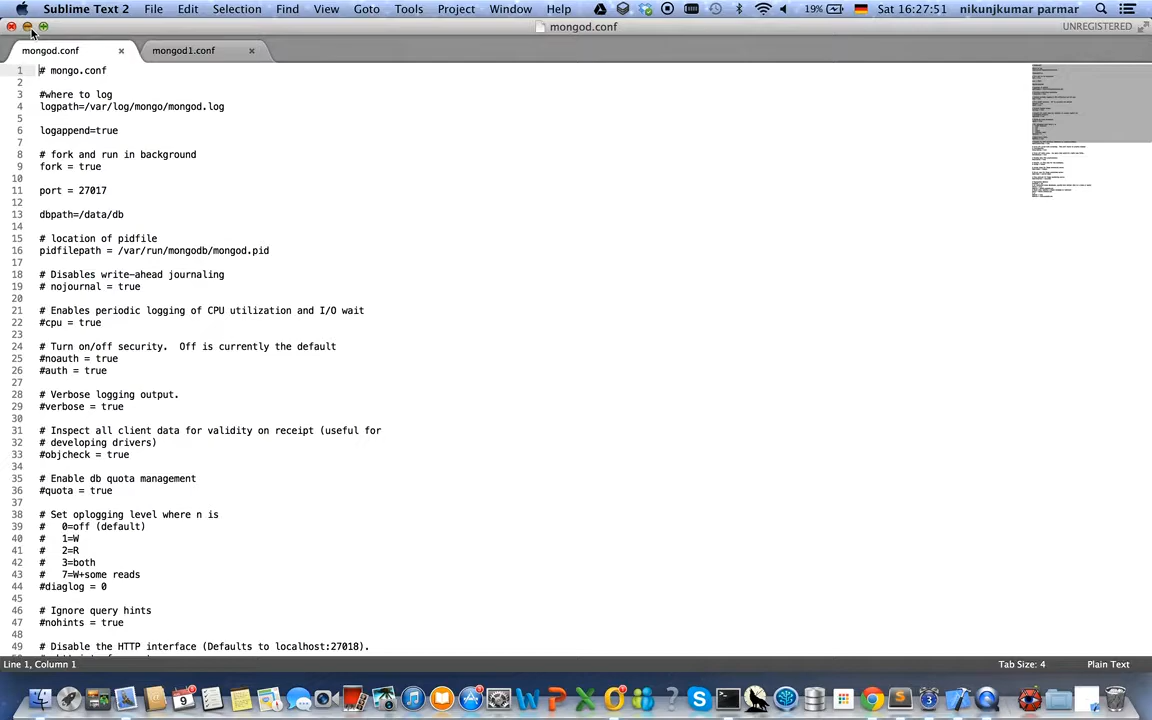 Sublime Text 2 File Edit Selection Find View Goto Tools Project Window Help 19% Sat 16:27:51 nikunjkumar parmar
mongod.conf UNREGISTERED
mongod.conf mongod1.conf
1 # mongo.conf
2
3 #where to log
4 logpath=/var/log/mongo/mongod.log
5
6 logappend=true
7
8 # fork and run in background
9 fork = true
10
11 port = 27017
12
13 dbpath=/data/db
14
15 # location of pidfile
16 pidfilepath = /var/run/mongodb/mongod.pid
17
18 # Disables write-ahead journaling
19 # nojournal = true
20
21 # Enables periodic logging of CPU utilization and I/O wait
22 #cpu = true
23
24 # Turn on/off security.  Off is currently the default
25 #noauth = true
26 #auth = true
27
28 # Verbose logging output.
29 #verbose = true
30
31 # Inspect all client data for validity on receipt (useful for
32 # developing drivers)
33 #objcheck = true
34
35 # Enable db quota management
36 #quota = true
37
38 # Set oplogging level where n is
39 #   0=off (default)
40 #   1=W
41 #   2=R
42 #   3=both
43 #   7=W+some reads
44 #diaglog = 0
45
46 # Ignore query hints
47 #nohints = true
48
49 # Disable the HTTP interface (Defaults to localhost:27018).
Line 1, Column 1 Tab Size: 4 Plain Text